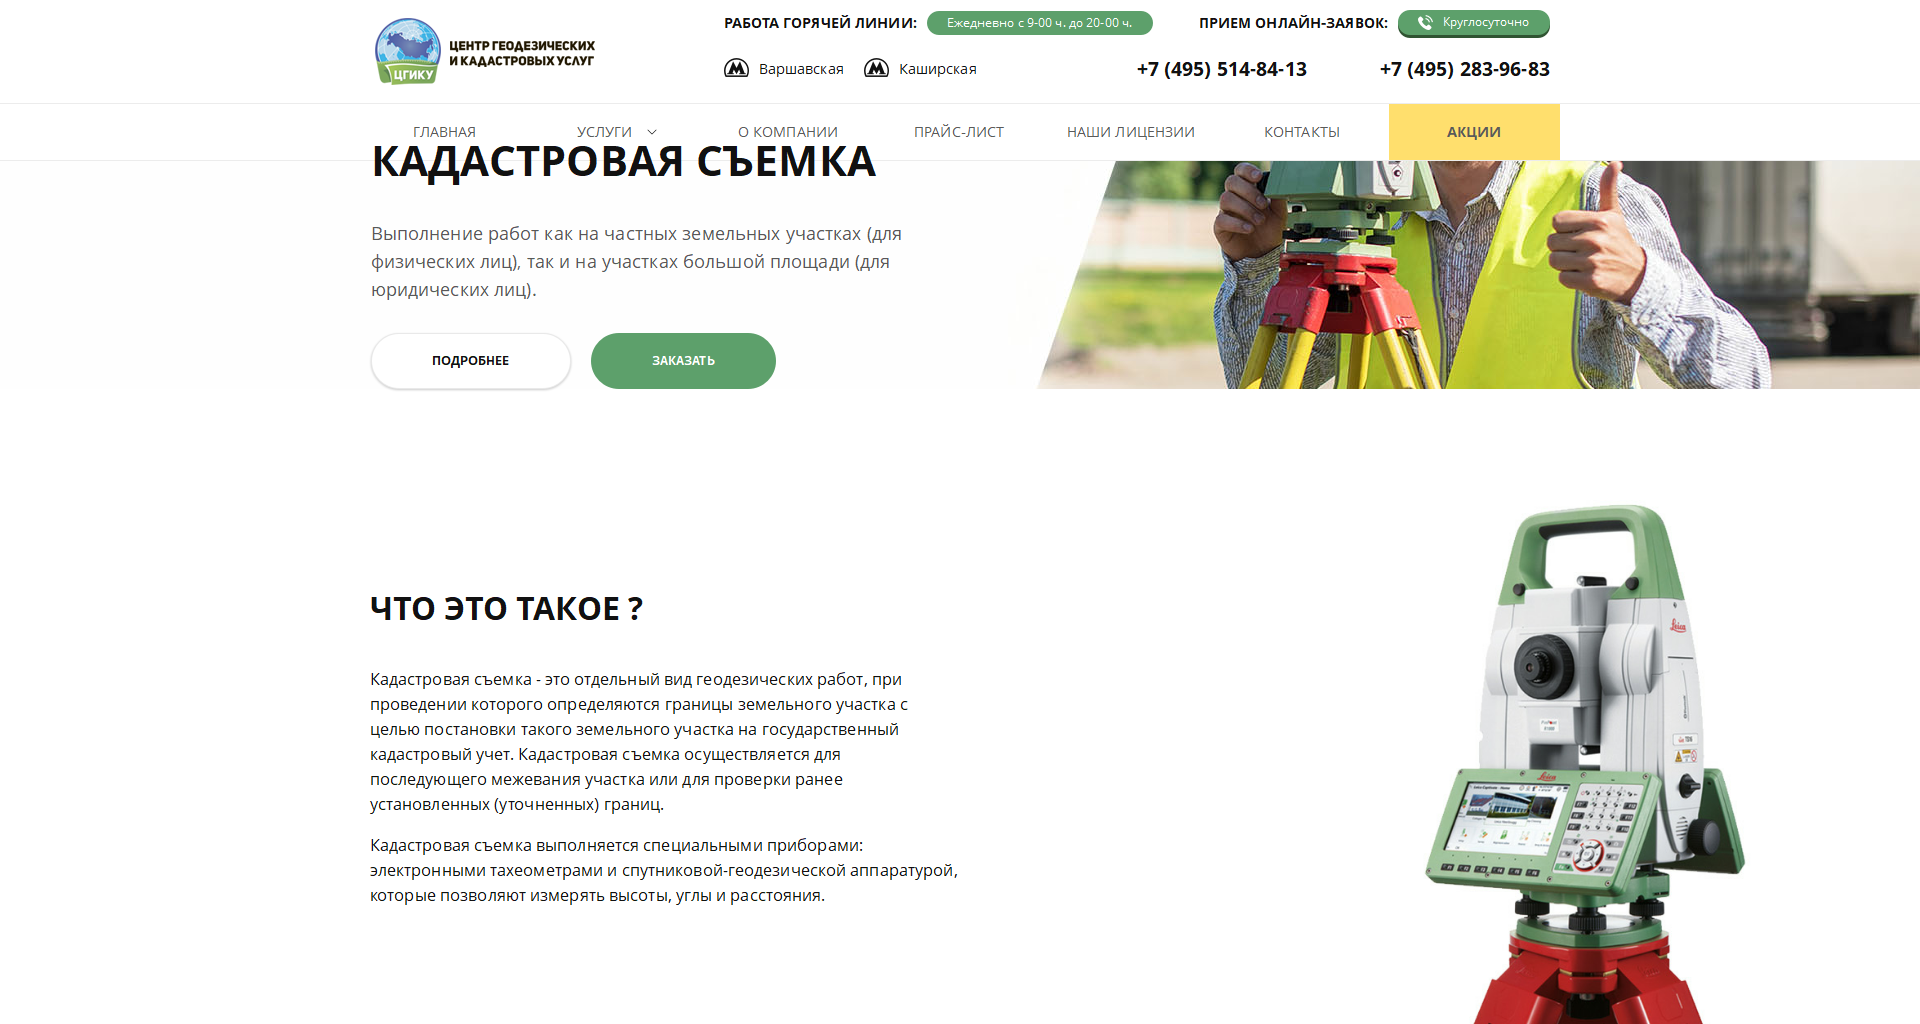 ЦГИКУ
ЦЕНТР ГЕОДЕЗИЧЕСКИХ
И КАДАСТРОВЫХ УСЛУГ
РАБОТА ГОРЯЧЕЙ ЛИНИИ: Ежедневно с 9-00 ч. до 20-00 ч.
ПРИЕМ ОНЛАЙН-ЗАЯВОК: Круглосуточно
Варшавская Каширская
+7 (495) 514-84-13 +7 (495) 283-96-83
ГЛАВНАЯ УСЛУГИ О КОМПАНИИ ПРАЙС-ЛИСТ НАШИ ЛИЦЕНЗИИ КОНТАКТЫ АКЦИИ
КАДАСТРОВАЯ СЪЕМКА
Выполнение работ как на частных земельных участках (для
физических лиц), так и на участках большой площади (для
юридических лиц).
ПОДРОБНЕЕ ЗАКАЗАТЬ
ЧТО ЭТО ТАКОЕ ?
Кадастровая съемка - это отдельный вид геодезических работ, при
проведении которого определяются границы земельного участка с
целью постановки такого земельного участка на государственный
кадастровый учет. Кадастровая съемка осуществляется для
последующего межевания участка или для проверки ранее
установленных (уточненных) границ.
Кадастровая съемка выполняется специальными приборами:
электронными тахеометрами и спутниковой-геодезической аппаратурой,
которые позволяют измерять высоты, углы и расстояния.
Leica
Leica